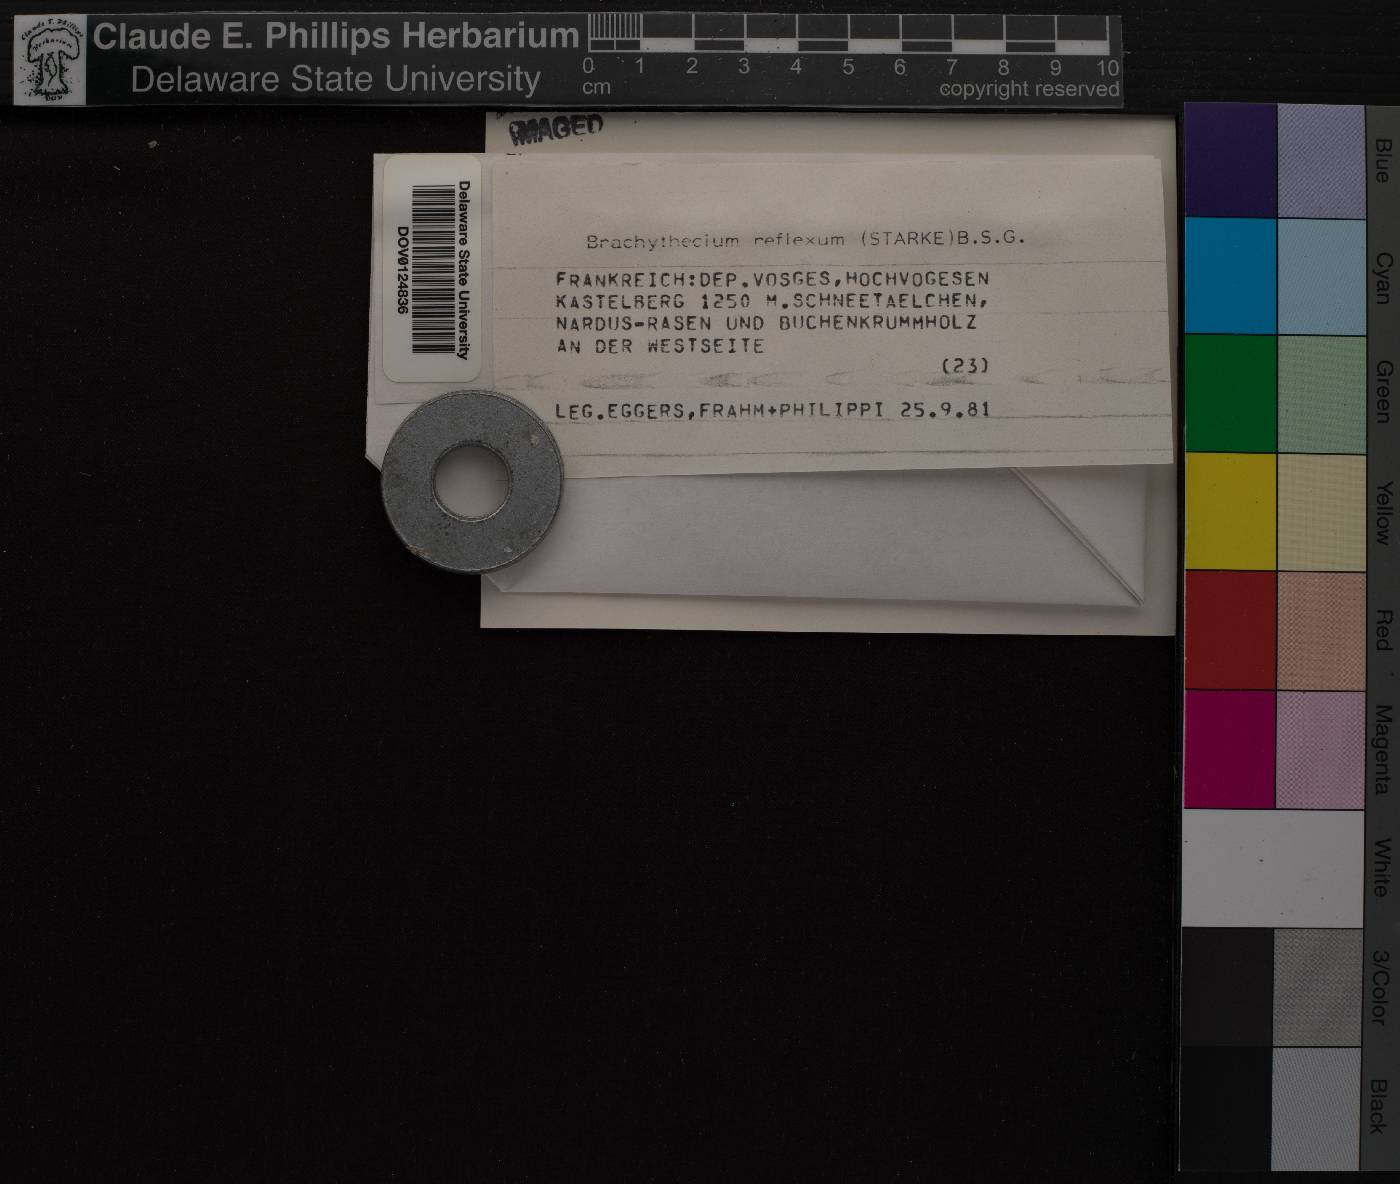 Claude E. Phillips Herbarium
Delaware State University
0 1 2 3 4 5 6 7 8 9 10
cm
copyright reserved
IMAGED
Delaware State University
DOV0124836
Brachythecium reflexum (STARKE)B.S.G.
FRANKREICH:DEP.VOSGES,HOCHVOGESEN
KASTELBERG 1250 M.SCHNEETAELCHEN,
NARDUS-RASEN UND BUCHENKRUMMHOLZ
AN DER WESTSEITE
(23)
LEG.EGGERS,FRAHM+PHILIPPI 25.9.81
Blue
Cyan
Green
Yellow
Red
Magenta
White
3/Color
Black